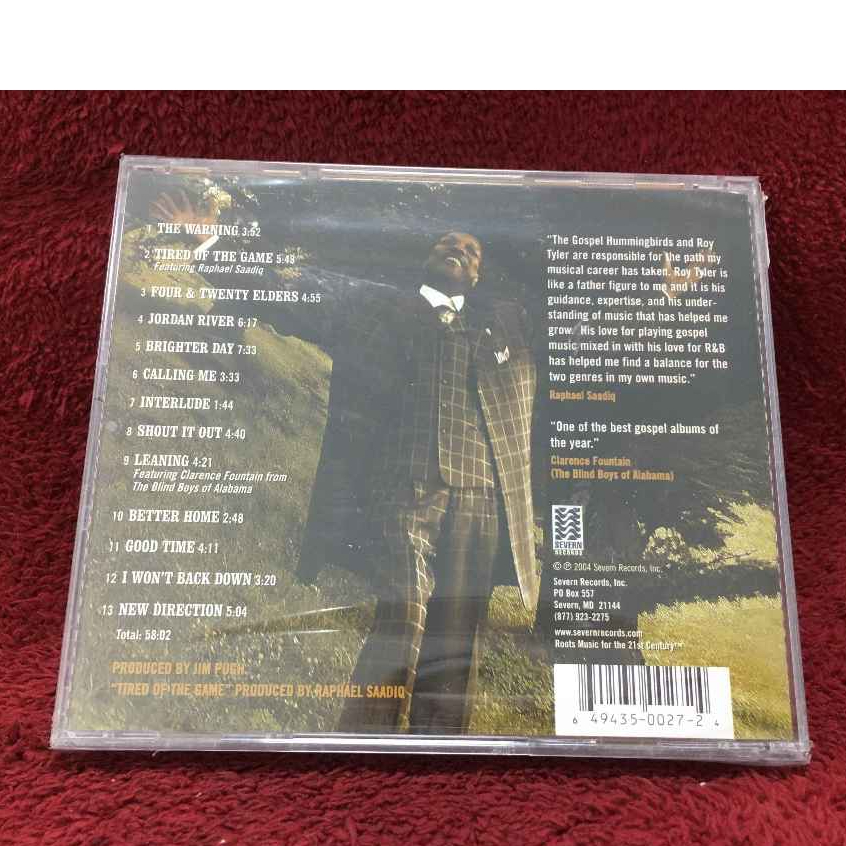 1 THE WARNING 3:52
2 TIRED OF THE GAME 5:48
Featuring Raphael Saadiq
3 FOUR & TWENTY ELDERS 4:55
4 JORDAN RIVER 6:17
5 BRIGHTER DAY 7:33
6 CALLING ME 3:33
7 INTERLUDE 1:44
8 SHOUT IT OUT 4:40
9 LEANING 4:21
Featuring Clarence Fountain from
The Blind Boys of Alabama
10 BETTER HOME 2:48
11 GOOD TIME 4:11
12 I WON'T BACK DOWN 3:20
13 NEW DIRECTION 5:04
Total: 58:02
PRODUCED BY JIM PUGH
"TIRED OF THE GAME" PRODUCED BY RAPHAEL SAADIQ
"The Gospel Hummingbirds and Roy
Tyler are responsible for the path my
musical career has taken. Roy Tyler is
like a father figure to me and it is his
guidance, expertise, and his under-
standing of music that has helped me
grow. His love for playing gospel
music mixed in with his love for R&B
has helped me find a balance for the
two genres in my own music."
Raphael Saadiq
"One of the best gospel albums of
the year."
Clarence Fountain
(The Blind Boys of Alabama)
SEVERN
RECORDS
© ℗ 2004 Severn Records, Inc.
Severn Records, Inc.
PO Box 557
Severn, MD 21144
(877) 923-2275
www.severnrecords.com
Roots Music for the 21st Century™
6 49435-0027-2 4